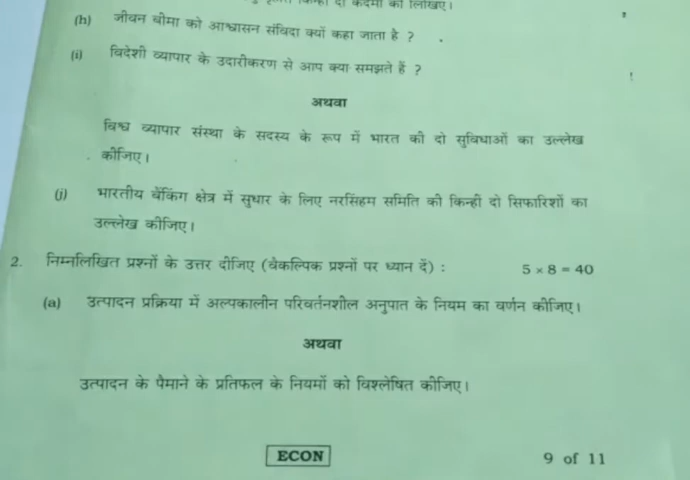 किन्हीं दो कदमों को लिखिए।
(h) जीवन बीमा को आश्वासन संविदा क्यों कहा जाता है ?
(i) विदेशी व्यापार के उदारीकरण से आप क्या समझते हैं ?
अथवा
विश्व व्यापार संस्था के सदस्य के रूप में भारत की दो सुविधाओं का उल्लेख
कीजिए।
(j) भारतीय बैंकिंग क्षेत्र में सुधार के लिए नरसिंहम समिति की किन्हीं दो सिफारिशों का
उल्लेख कीजिए।
2. निम्नलिखित प्रश्नों के उत्तर दीजिए (वैकल्पिक प्रश्नों पर ध्यान दें) : 5 × 8 = 40
(a) उत्पादन प्रक्रिया में अल्पकालीन परिवर्तनशील अनुपात के नियम का वर्णन कीजिए।
अथवा
उत्पादन के पैमाने के प्रतिफल के नियमों को विश्लेषित कीजिए।
ECON 9 of 11